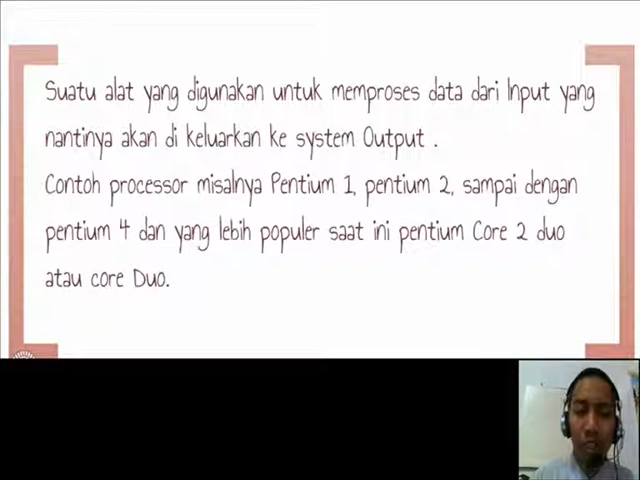 Suatu alat yang digunakan untuk memproses data dari Input yang
nantinya akan di keluarkan ke system Output .
Contoh processor misalnya Pentium 1, pentium 2, sampai dengan
pentium 4 dan yang lebih populer saat ini pentium Core 2 duo
atau core Duo.